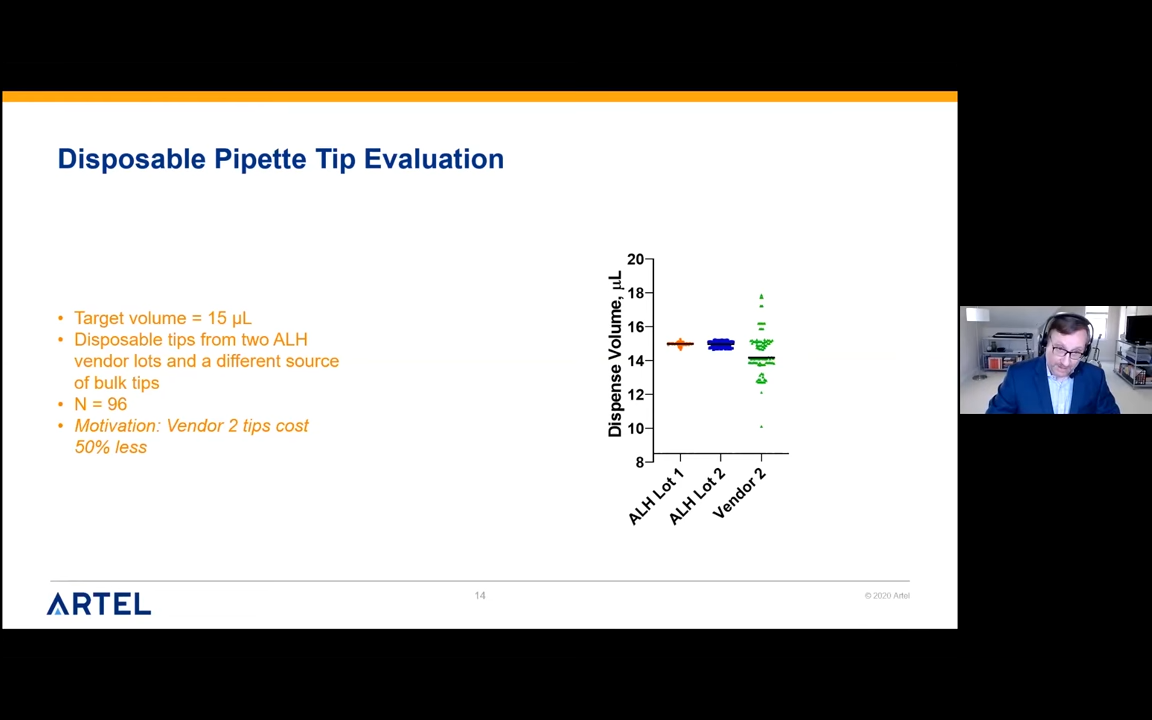 Disposable Pipette Tip Evaluation
• Target volume = 15 µL
• Disposable tips from two ALH
vendor lots and a different source
of bulk tips
• N = 96
• Motivation: Vendor 2 tips cost
50% less
Dispense Volume, µL
20
18
16
14
12
10
8
ALH Lot 1
ALH Lot 2
Vendor 2
ARTEL
14
© 2020 Artel